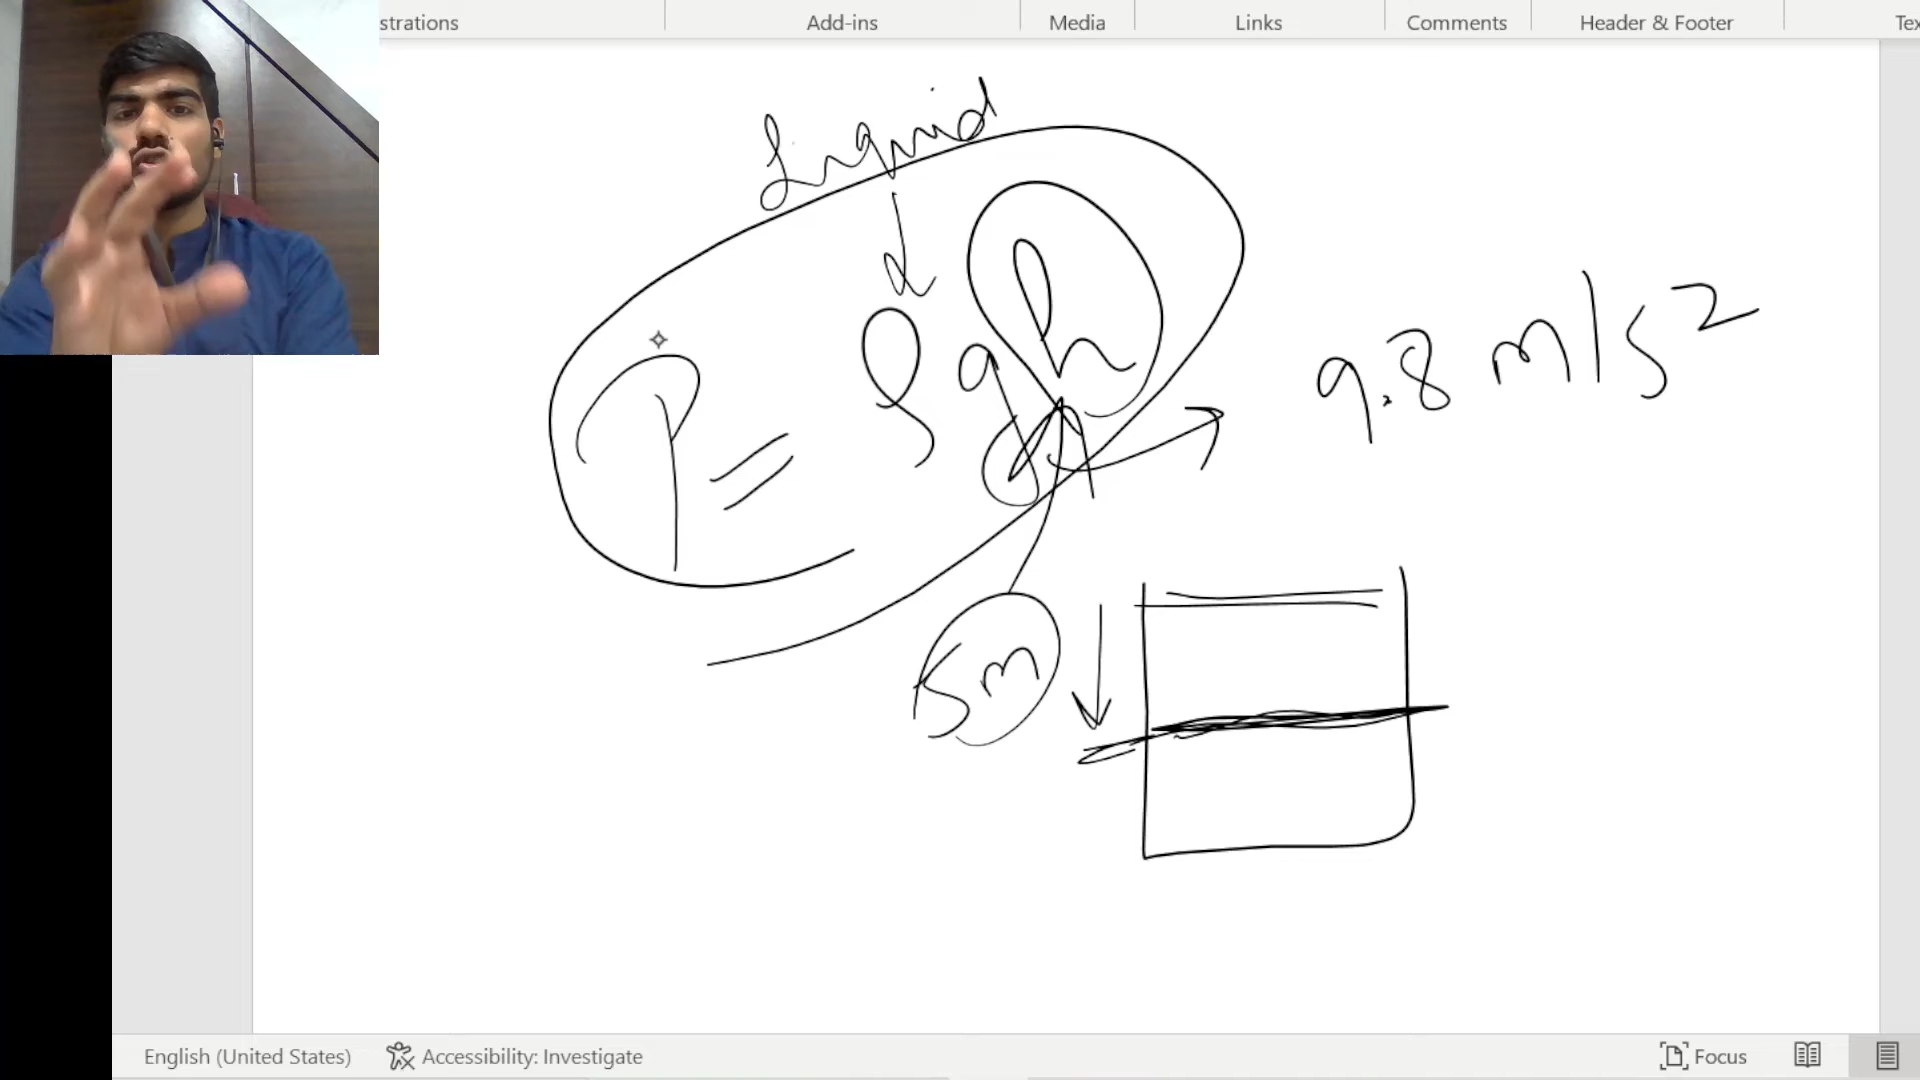 strations Add-ins Media Links Comments Header & Footer Tex
Liquid
P = ρgh
9.8 m/s²
5m
English (United States) Accessibility: Investigate Focus